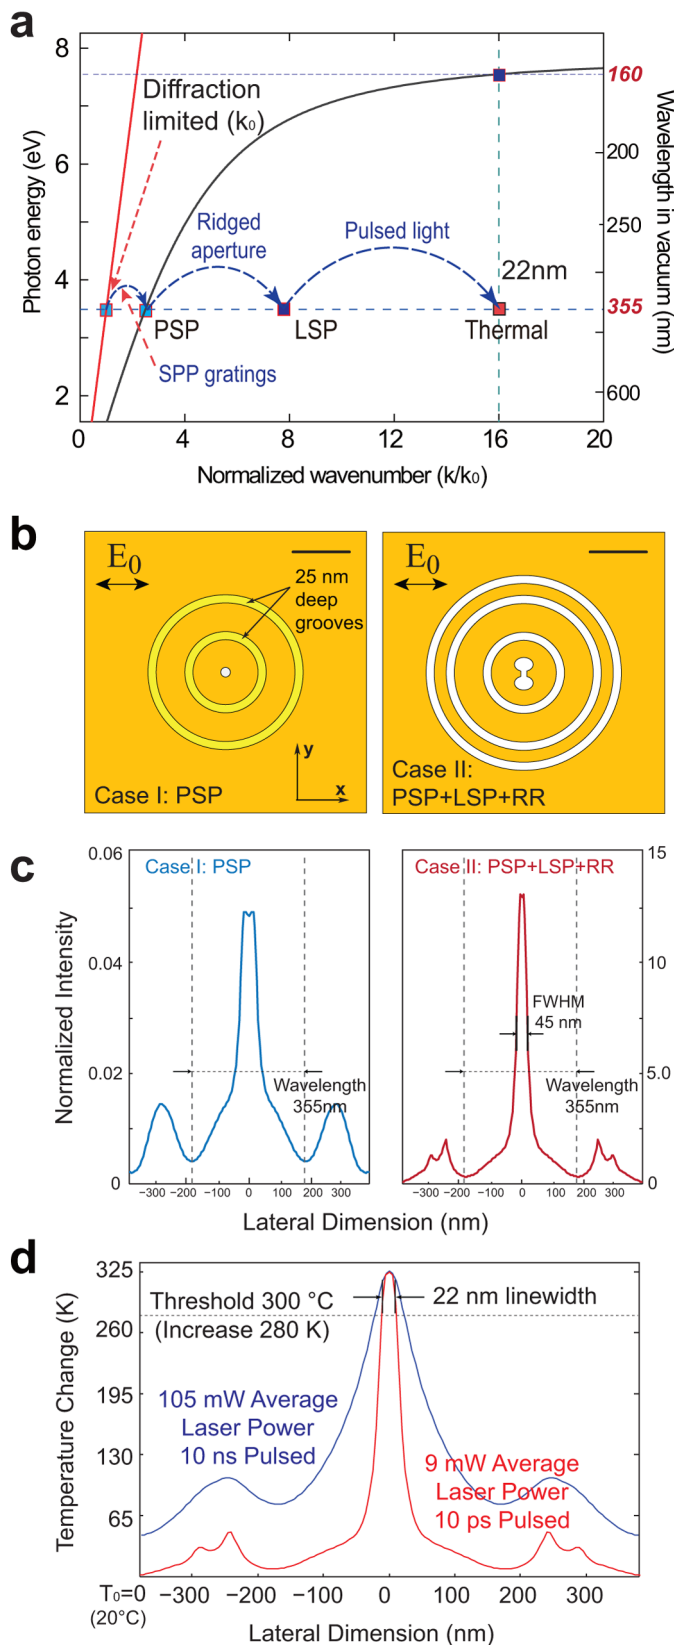 a
8
6
4
2
Photon energy (eV)
Diffraction
limited (k₀)
Ridged
aperture
Pulsed light
22nm
PSP
LSP
Thermal
SPP gratings
160
200
250
355
600
Wavelength in
vacuum (nm)
0 4 8 12 16 20
Normalized wavenumber (k/k₀)
b
E₀
25 nm
deep
grooves
y
x
Case I: PSP
E₀
Case II:
PSP+LSP+RR
c
0.06
0.04
0.02
0
Normalized Intensity
Case I: PSP
Wavelength
355nm
−300 −200 −100 0 100 200 300
Case II: PSP+LSP+RR
FWHM
45 nm
Wavelength
355nm
15
10
5.0
0
−300 −200 −100 0 100 200 300
Lateral Dimension (nm)
d
325
260
195
130
65
Temperature Change (K)
Threshold 300 °C
(Increase 280 K)
22 nm linewidth
105 mW Average
Laser Power
10 ns Pulsed
9 mW Average
Laser Power
10 ps Pulsed
T₀=0
(20°C)
−300 −200 −100 0 100 200 300
Lateral Dimension (nm)